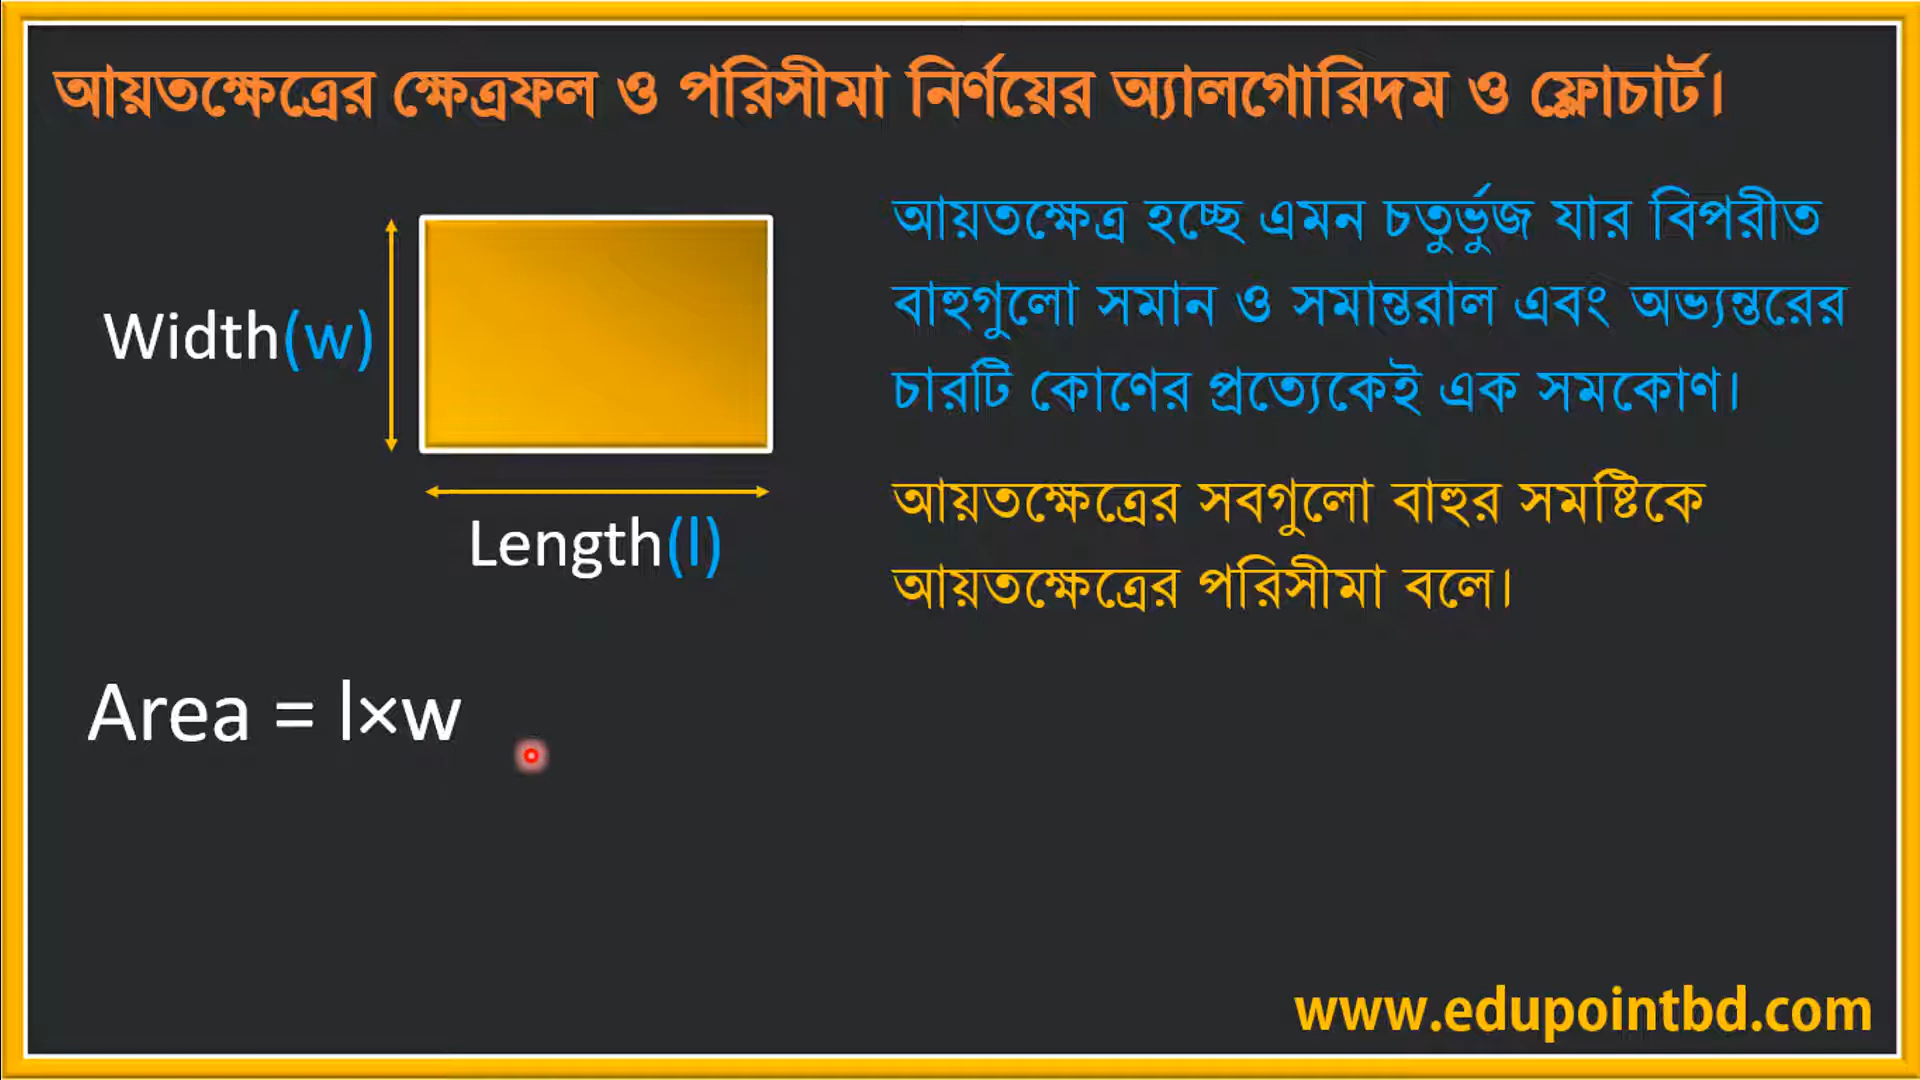 আয়তক্ষেত্রের ক্ষেত্রফল ও পরিসীমা নির্ণয়ের অ্যালগোরিদম ও ফ্লোচার্ট।
আয়তক্ষেত্র হচ্ছে এমন চতুর্ভুজ যার বিপরীত
বাহুগুলো সমান ও সমান্তরাল এবং অভ্যন্তরের
চারটি কোণের প্রত্যেকেই এক সমকোণ।
আয়তক্ষেত্রের সবগুলো বাহুর সমষ্টিকে
আয়তক্ষেত্রের পরিসীমা বলে।
Width(w)
Length(l)
Area = l×w
www.edupointbd.com